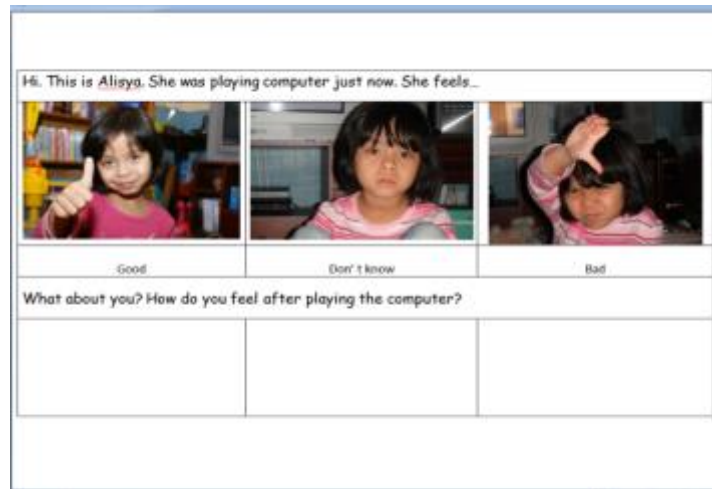 Hi. This is Alisya. She was playing computer just now. She feels...
Good
Don't know
Bad
What about you? How do you feel after playing the computer?